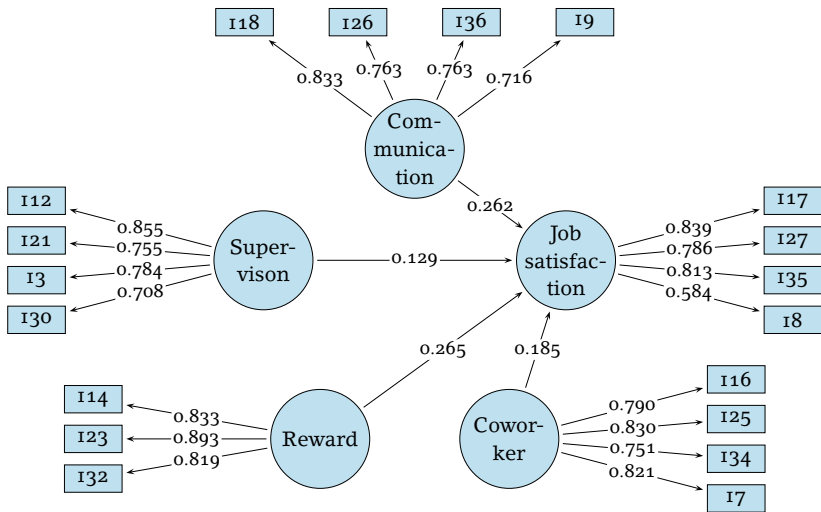 I18
I26
I36
I9
0.833
0.763
0.763
0.716
Com-
munica-
tion
0.262
I12
I21
I3
I30
0.855
0.755
0.784
0.708
Super-
vison
0.129
Job
satisfac-
tion
0.839
0.786
0.813
0.584
I17
I27
I35
I8
0.265
0.185
I14
I23
I32
0.833
0.893
0.819
Reward
Cowor-
ker
0.790
0.830
0.751
0.821
I16
I25
I34
I7